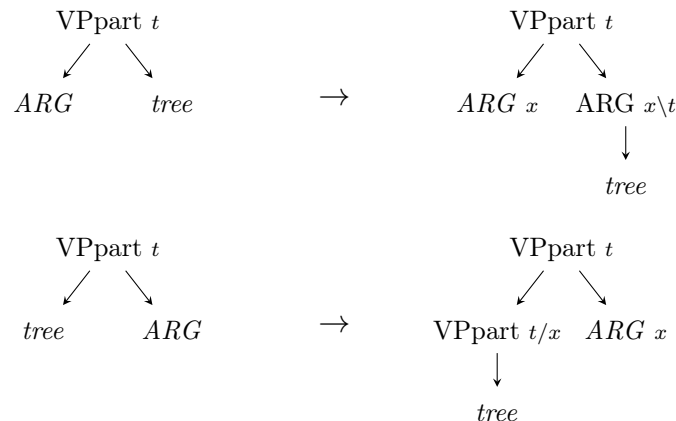 VPpart t VPpart t
ARG tree → ARG x ARG x\t
tree
VPpart t VPpart t
tree ARG → VPpart t/x ARG x
tree